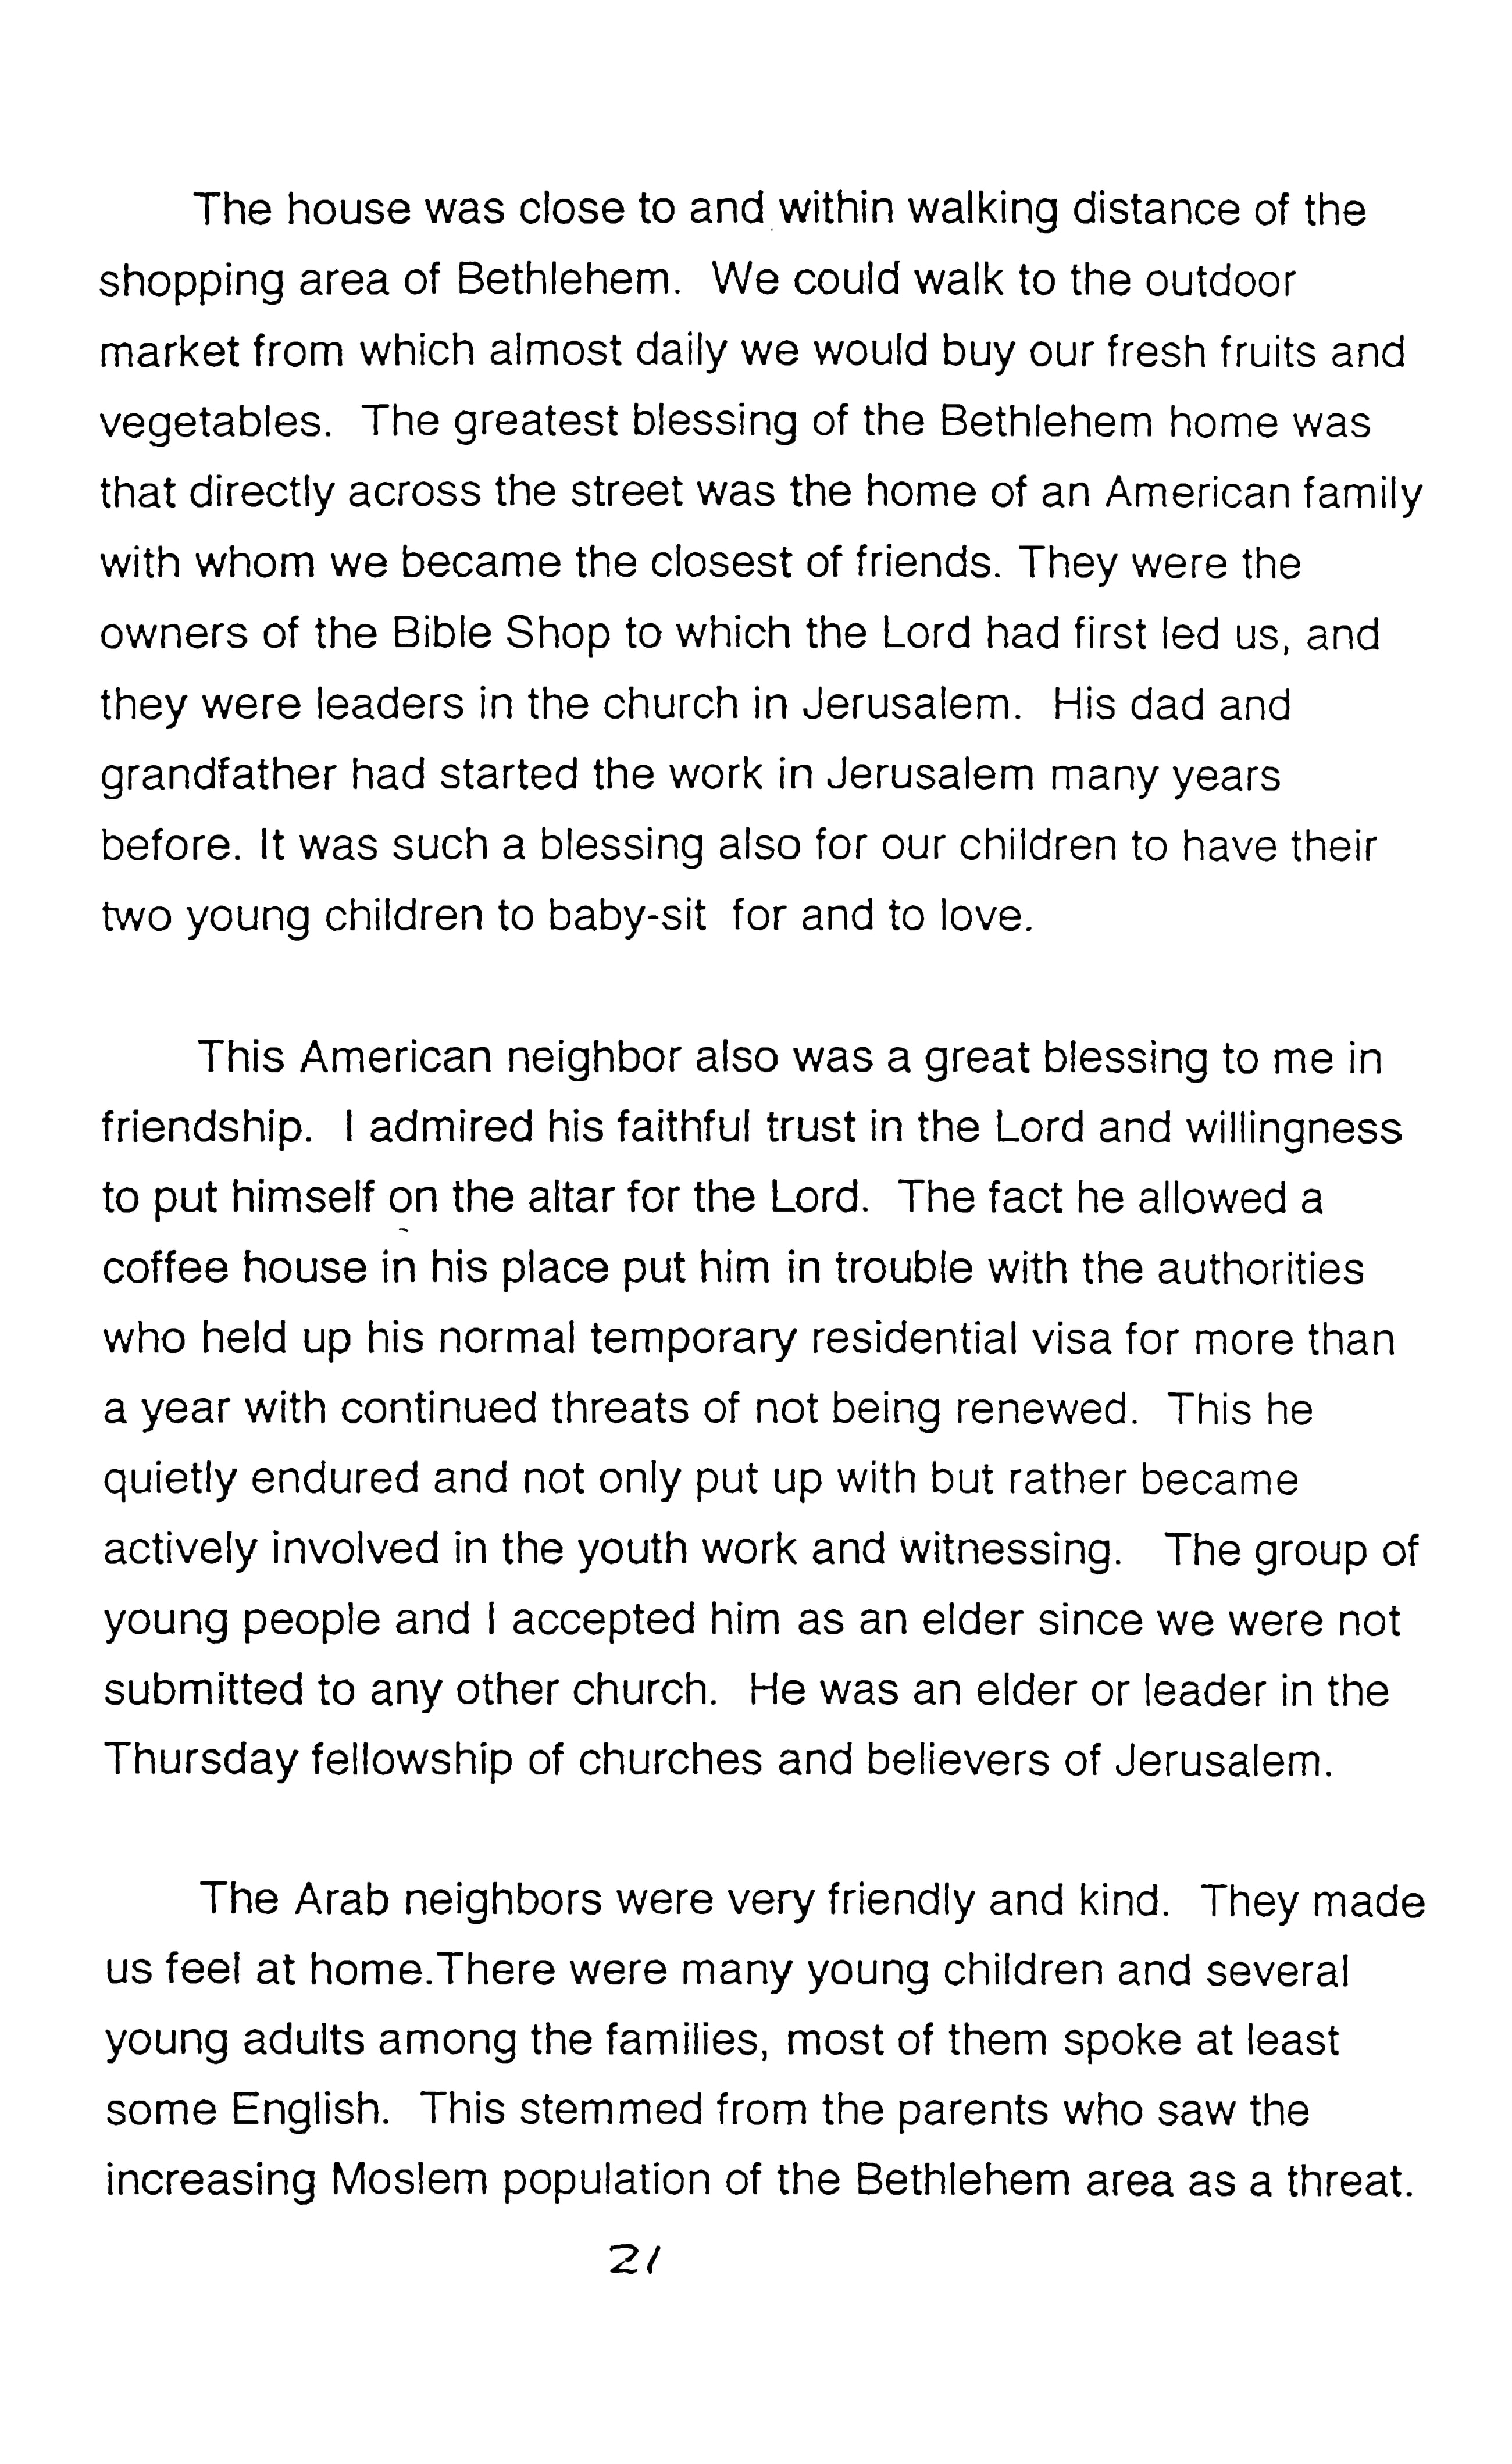 The house was close to and within walking distance of the
shopping area of Bethlehem. We could walk to the outdoor
market from which almost daily we would buy our fresh fruits and
vegetables. The greatest blessing of the Bethlehem home was
that directly across the street was the home of an American family
with whom we became the closest of friends. They were the
owners of the Bible Shop to which the Lord had first led us, and
they were leaders in the church in Jerusalem. His dad and
grandfather had started the work in Jerusalem many years
before. It was such a blessing also for our children to have their
two young children to baby-sit for and to love.
This American neighbor also was a great blessing to me in
friendship. I admired his faithful trust in the Lord and willingness
to put himself on the altar for the Lord. The fact he allowed a
coffee house in his place put him in trouble with the authorities
who held up his normal temporary residential visa for more than
a year with continued threats of not being renewed. This he
quietly endured and not only put up with but rather became
actively involved in the youth work and witnessing. The group of
young people and I accepted him as an elder since we were not
submitted to any other church. He was an elder or leader in the
Thursday fellowship of churches and believers of Jerusalem.
The Arab neighbors were very friendly and kind. They made
us feel at home.There were many young children and several
young adults among the families, most of them spoke at least
some English. This stemmed from the parents who saw the
increasing Moslem population of the Bethlehem area as a threat.
21